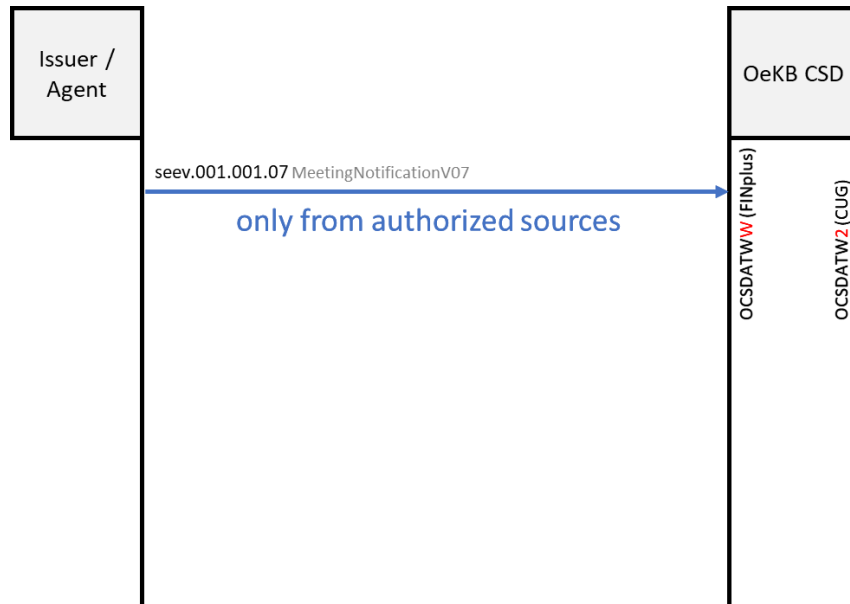 Issuer /
Agent
OeKB CSD
seev.001.001.07 MeetingNotificationV07
only from authorized sources
OCSDATWW (FINplus)
OCSDATW2 (CUG)